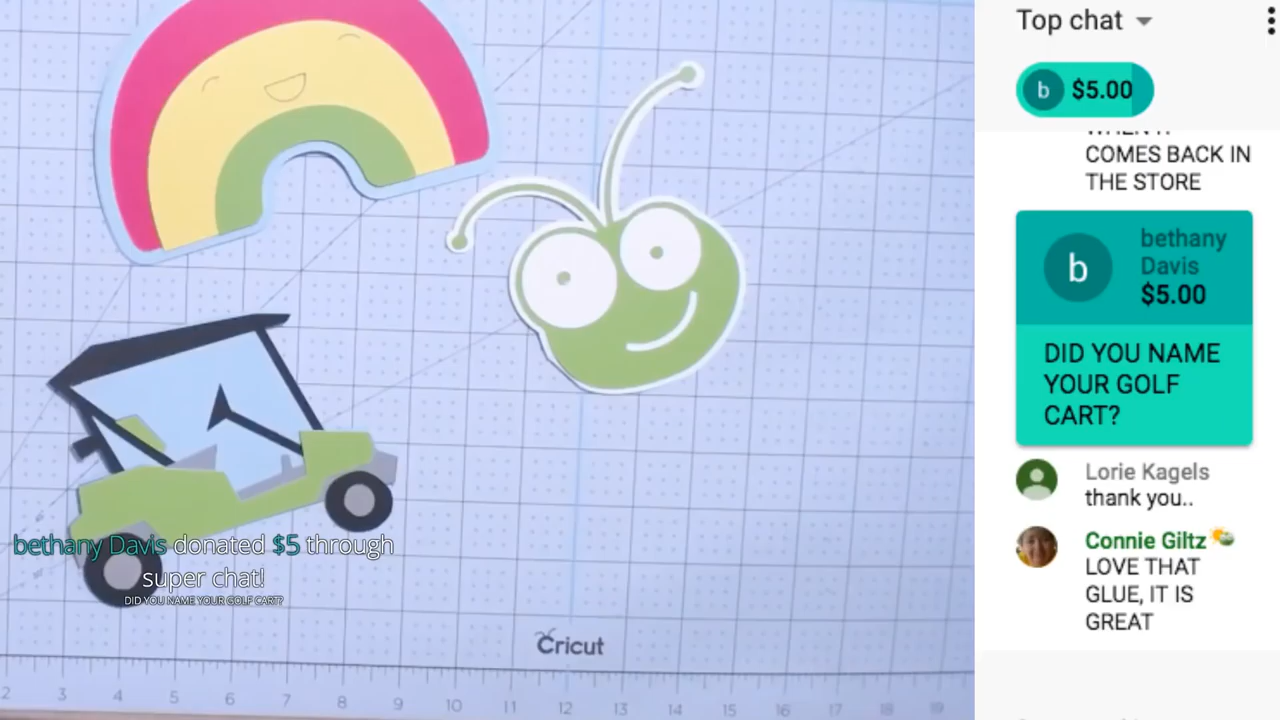 Top chat
b $5.00
COMES BACK IN
THE STORE
b
bethany
Davis
$5.00
DID YOU NAME
YOUR GOLF
CART?
Lorie Kagels
thank you..
Connie Giltz
LOVE THAT
GLUE, IT IS
GREAT
bethany Davis donated $5 through
super chat!
DID YOU NAME YOUR GOLF CART?
Cricut
2 3 4 5 6 7 8 9 10 11 12 13 14 15 16 17 18 19